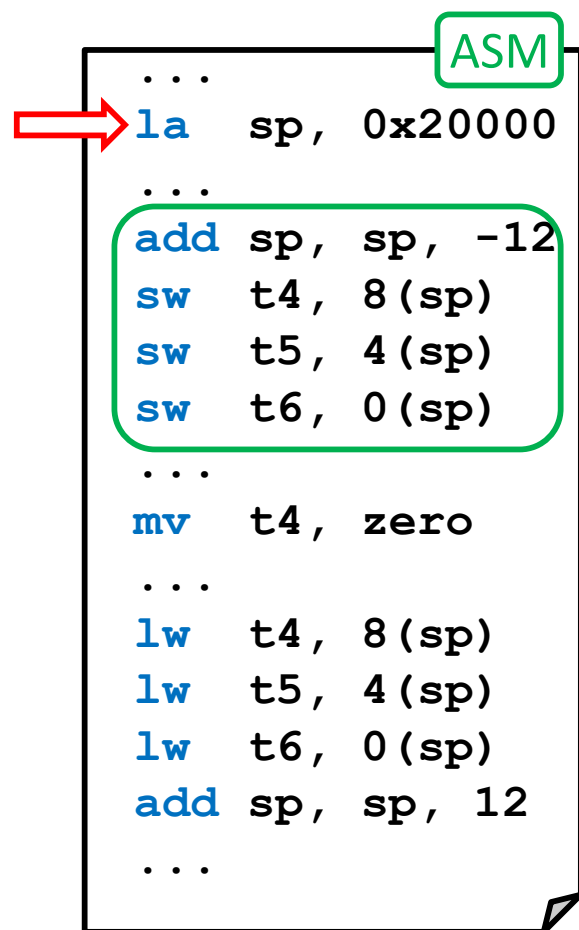 ASM
...
la sp, 0x20000
...
add sp, sp, -12
sw t4, 8(sp)
sw t5, 4(sp)
sw t6, 0(sp)
...
mv t4, zero
...
lw t4, 8(sp)
lw t5, 4(sp)
lw t6, 0(sp)
add sp, sp, 12
...